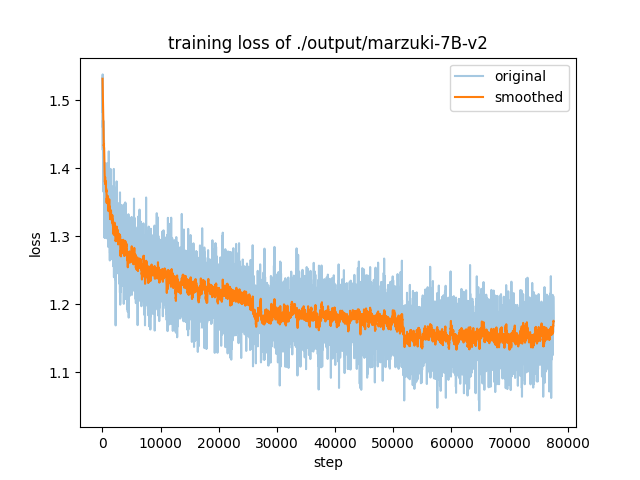 training loss of ./output/marzuki-7B-v2
original
smoothed
loss
1.5
1.4
1.3
1.2
1.1
0 10000 20000 30000 40000 50000 60000 70000 80000
step